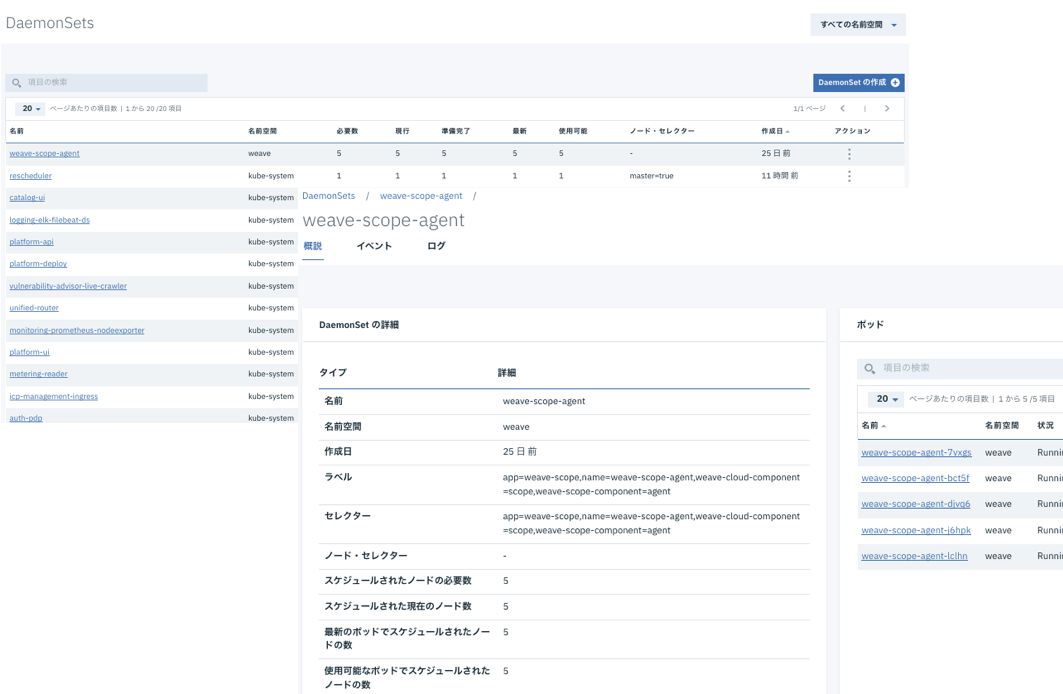 DaemonSets
すべての名前空間
項目の検索
DaemonSet の作成
20 ページあたりの項目数 | 1 から 20 /20 項目
1/1 ページ
名前 名前空間 必要数 現行 準備完了 最新 使用可能 ノード・セレクター 作成日 アクション
weave-scope-agent weave 5 5 5 5 5 - 25 日 前
rescheduler kube-system 1 1 1 1 1 master=true 11 時間 前
catalog-ui kube-system
logging-elk-filebeat-ds kube-system
platform-api kube-system
platform-deploy kube-system
vulnerability-advisor-live-crawler kube-system
unified-router kube-system
monitoring-prometheus-nodeexporter kube-system
platform-ui kube-system
metering-reader kube-system
icp-management-ingress kube-system
auth-pdp kube-system
DaemonSets / weave-scope-agent /
weave-scope-agent
概説 イベント ログ
DaemonSet の詳細
タイプ 詳細
名前 weave-scope-agent
名前空間 weave
作成日 25 日 前
ラベル app=weave-scope,name=weave-scope-agent,weave-cloud-component
=scope,weave-scope-component=agent
セレクター app=weave-scope,name=weave-scope-agent,weave-cloud-component
=scope,weave-scope-component=agent
ノード・セレクター -
スケジュールされたノードの必要数 5
スケジュールされた現在のノード数 5
最新のポッドでスケジュールされたノー 5
ドの数
使用可能なポッドでスケジュールされた 5
ノードの数
ポッド
項目の検索
20 ページあたりの項目数 | 1 から 5 /5 項目
名前 名前空間 状況
weave-scope-agent-7vxgs weave Runni
weave-scope-agent-bct5f weave Runni
weave-scope-agent-djvq6 weave Runni
weave-scope-agent-j6hpk weave Runni
weave-scope-agent-lclhn weave Runni